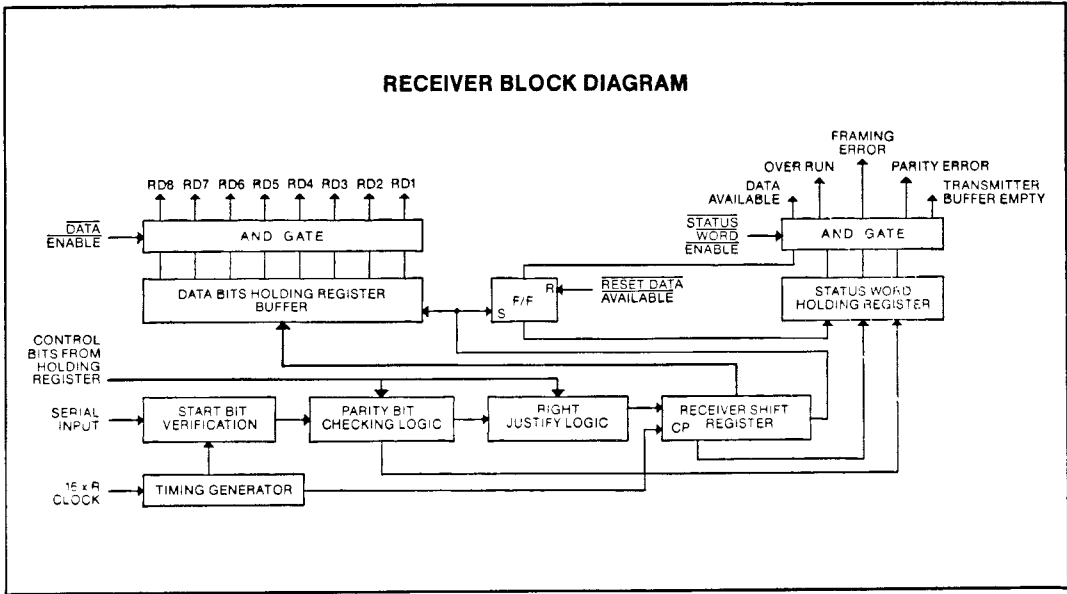 RECEIVER BLOCK DIAGRAM
FRAMING
ERROR
OVER RUN
PARITY ERROR
DATA
AVAILABLE
TRANSMITTER
BUFFER EMPTY
RD8 RD7 RD6 RD5 RD4 RD3 RD2 RD1
DATA
ENABLE
AND GATE
STATUS
WORD
ENABLE
AND GATE
DATA BITS HOLDING REGISTER
BUFFER
F/F
R
S
RESET DATA
AVAILABLE
STATUS WORD
HOLDING REGISTER
CONTROL
BITS FROM
HOLDING
REGISTER
SERIAL
INPUT
START BIT
VERIFICATION
PARITY BIT
CHECKING LOGIC
RIGHT
JUSTIFY LOGIC
RECEIVER SHIFT
REGISTER
CP
16 x R
CLOCK
TIMING GENERATOR